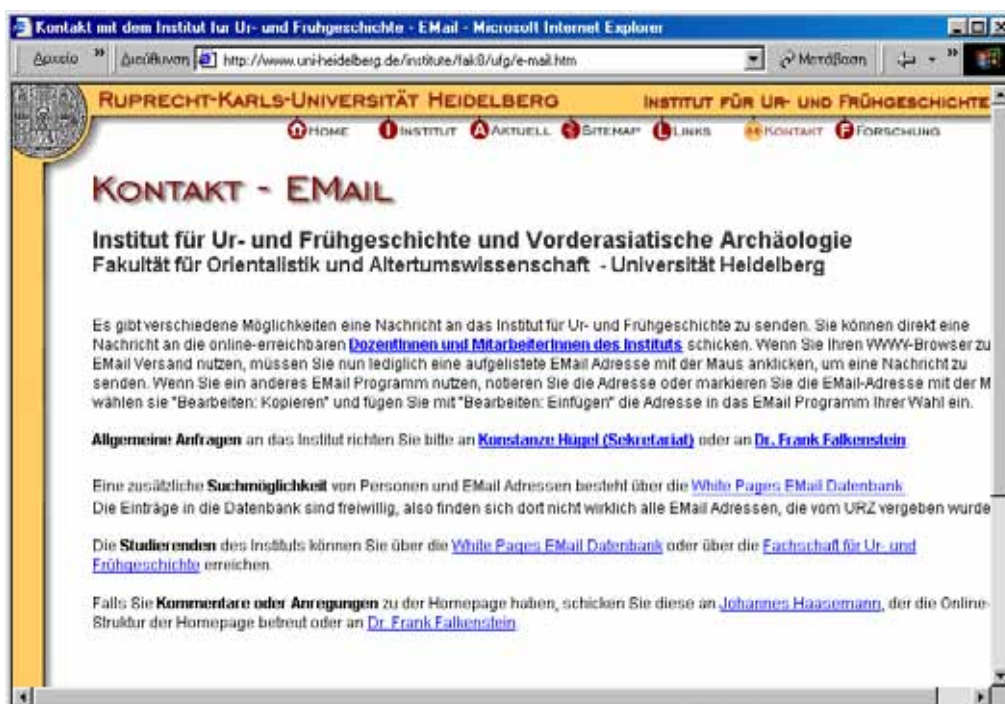 Kontakt mit dem Institut fur Ur- und Fruhgeschichte - EMail - Microsoft Internet Explorer
Αρχείο » Διεύθυνση http://www.uni-heidelberg.de/institute/fak8/ufg/e-mail.htm Μετάβαση »
RUPRECHT-KARLS-UNIVERSITÄT HEIDELBERG INSTITUT FÜR UR- UND FRÜHGESCHICHTE
HOME INSTITUT AKTUELL SITEMAP LINKS KONTAKT FORSCHUNG
KONTAKT - EMAIL
Institut für Ur- und Frühgeschichte und Vorderasiatische Archäologie
Fakultät für Orientalistik und Altertumswissenschaft - Universität Heidelberg
Es gibt verschiedene Möglichkeiten eine Nachricht an das Institut für Ur- und Frühgeschichte zu senden. Sie können direkt eine
Nachricht an die online-erreichbaren DozentInnen und MitarbeiterInnen des Instituts schicken. Wenn Sie Ihren WWW-Browser zu
EMail Versand nutzen, müssen Sie nun lediglich eine aufgelistete EMail Adresse mit der Maus anklicken, um eine Nachricht zu
senden. Wenn Sie ein anderes EMail Programm nutzen, notieren Sie die Adresse oder markieren Sie die EMail-Adresse mit der M
wählen sie "Bearbeiten: Kopieren" und fügen Sie mit "Bearbeiten: Einfügen" die Adresse in das EMail Programm Ihrer Wahl ein.
Allgemeine Anfragen an das Institut richten Sie bitte an Konstanze Hügel (Sekretariat) oder an Dr. Frank Falkenstein
Eine zusätzliche Suchmöglichkeit von Personen und EMail Adressen besteht über die White Pages EMail Datenbank
Die Einträge in die Datenbank sind freiwillig, also finden sich dort nicht wirklich alle EMail Adressen, die vom URZ vergeben wurde
Die Studierenden des Instituts können Sie über die White Pages EMail Datenbank oder über die Fachschaft für Ur- und
Frühgeschichte erreichen.
Falls Sie Kommentare oder Anregungen zu der Homepage haben, schicken Sie diese an Johannes Haasemann, der die Online-
Struktur der Homepage betreut oder an Dr. Frank Falkenstein